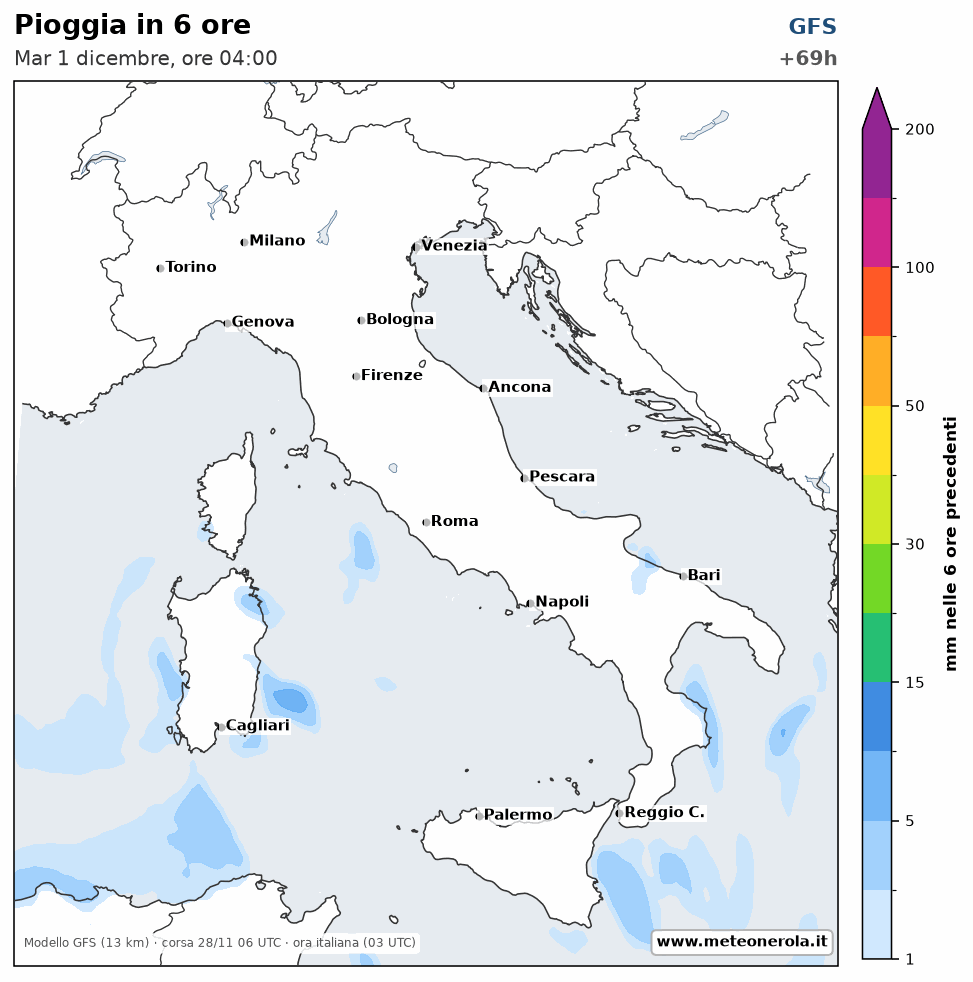 Pioggia in 6 ore
GFS
Mar 1 dicembre, ore 04:00
+69h
200
Milano
Venezia
Torino
100
Genova
Bologna
Firenze
Ancona
50
Pescara
Roma
30
Bari
Napoli
15
Cagliari
Palermo
Reggio C.
5
mm nelle 6 ore precedenti
Modello GFS (13 km) · corsa 28/11 06 UTC · ora italiana (03 UTC)
www.meteonerola.it
1